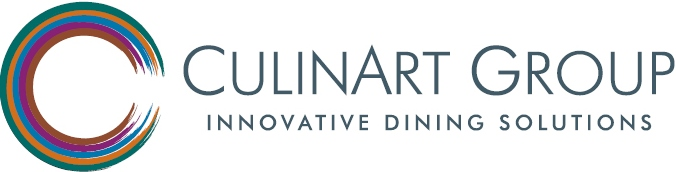 CULINART GROUP
INNOVATIVE DINING SOLUTIONS